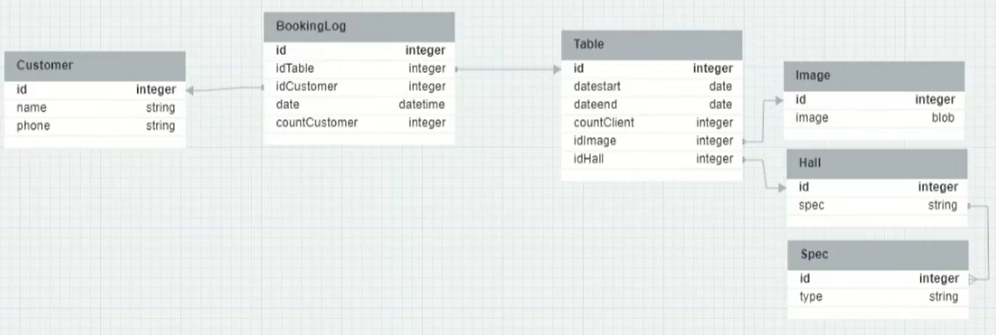 Customer
id integer
name string
phone string
BookingLog
id integer
idTable integer
idCustomer integer
date datetime
countCustomer integer
Table
id integer
datestart date
dateend date
countClient integer
idImage integer
idHall integer
Image
id integer
image blob
Hall
id integer
spec string
Spec
id integer
type string